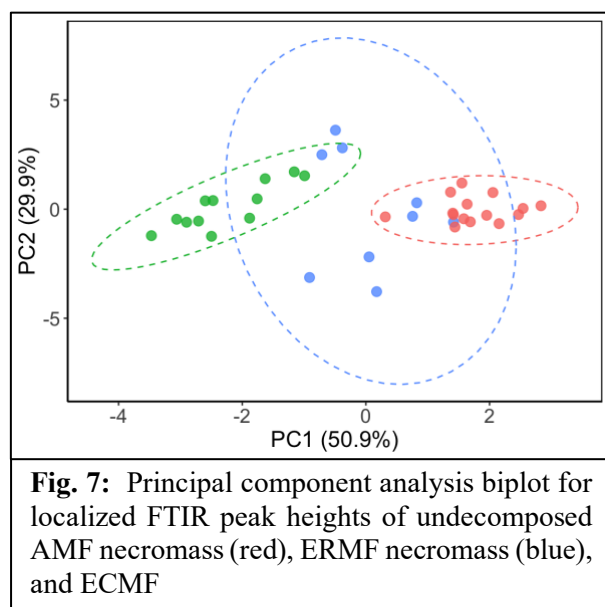 5
0
-5
PC2 (29.9%)
-4
-2
0
2
PC1 (50.9%)
Fig. 7: Principal component analysis biplot for
localized FTIR peak heights of undecomposed
AMF necromass (red), ERMF necromass (blue),
and ECMF